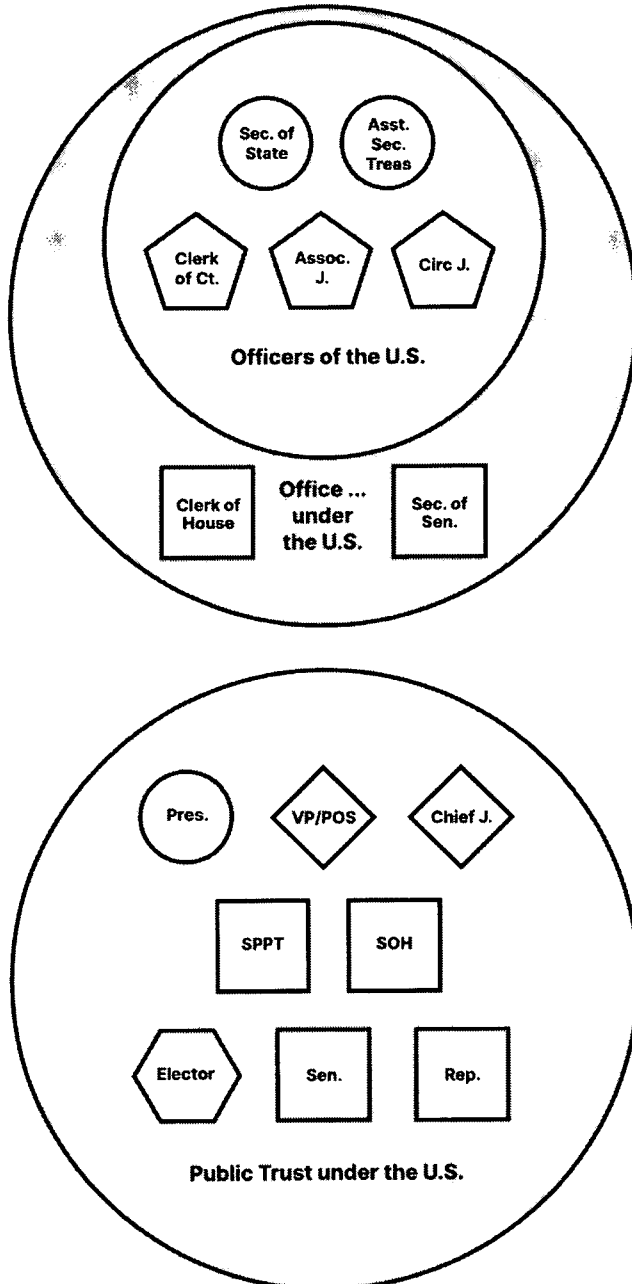 Sec. of
State
Asst.
Sec.
Treas
Clerk
of Ct.
Assoc.
J.
Circ J.
Officers of the U.S.
Clerk of
House
Office ...
under
the U.S.
Sec. of
Sen.
Pres.
VP/POS
Chief J.
SPPT
SOH
Elector
Sen.
Rep.
Public Trust under the U.S.